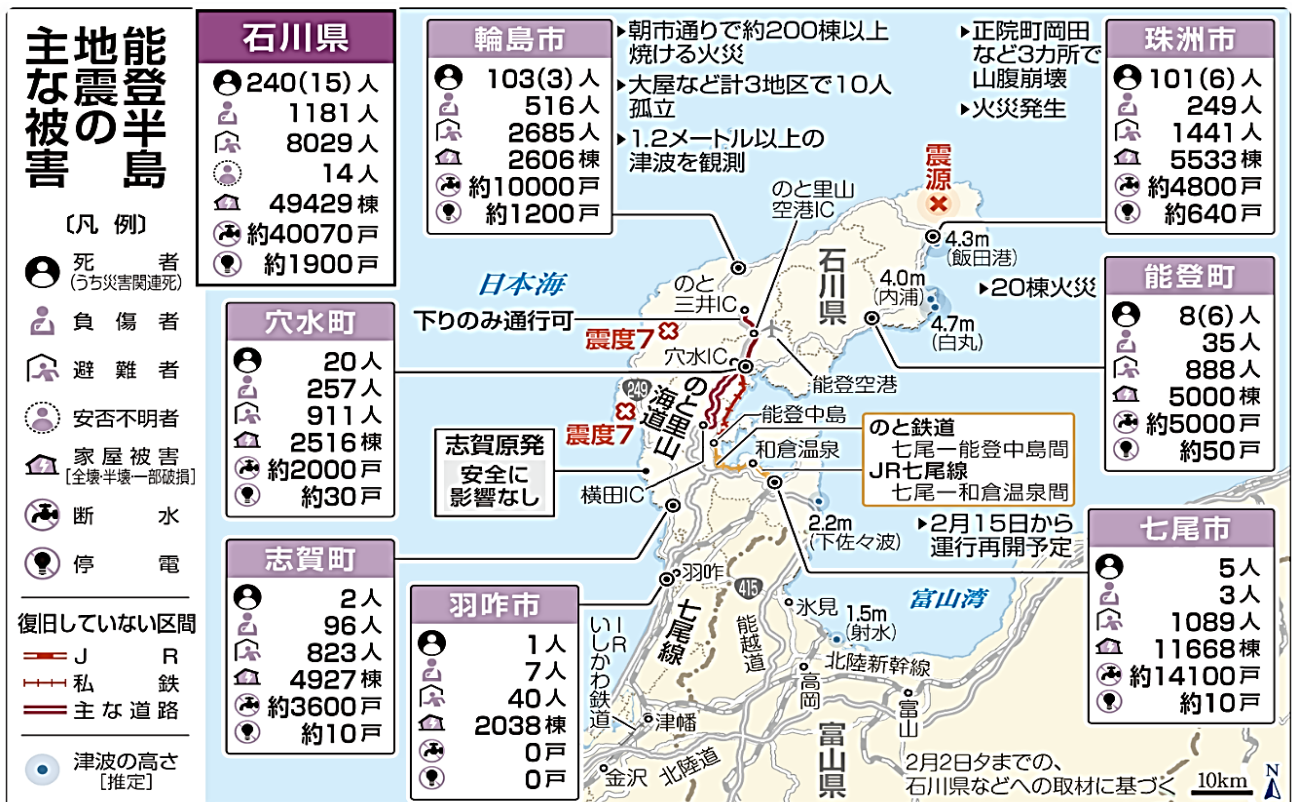 能登半島
地震の
主な被害
〔凡例〕
死者
(うち災害関連死)
負傷者
避難者
安否不明者
家屋被害
[全壊・半壊・一部破損]
断水
停電
復旧していない区間
JR
私鉄
主な道路
津波の高さ
[推定]
石川県
240(15)人
1181人
8029人
14人
49429棟
約40070戸
約1900戸
輪島市
103(3)人
516人
2685人
2606棟
約10000戸
約1200戸
▶朝市通りで約200棟以上
焼ける火災
▶大屋など計3地区で10人
孤立
▶1.2メートル以上の
津波を観測
▶正院町岡田
など3カ所で
山腹崩壊
▶火災発生
珠洲市
101(6)人
249人
1441人
5533棟
約4800戸
約640戸
穴水町
20人
257人
911人
2516棟
約2000戸
約30戸
能登町
8(6)人
35人
888人
5000棟
約5000戸
約50戸
▶20棟火災
志賀町
2人
96人
823人
4927棟
約3600戸
約10戸
羽咋市
1人
7人
40人
2038棟
0戸
0戸
七尾市
5人
3人
1089人
11668棟
約14100戸
約10戸
震源
のと里山
空港IC
4.3m
(飯田港)
4.0m
(内浦)
4.7m
(白丸)
石川県
日本海
のと
三井IC
下りのみ通行可
震度7
穴水IC
能登空港
249
のと里山
海道
震度7
能登中島
和倉温泉
志賀原発
安全に
影響なし
横田IC
のと鉄道
七尾ー能登中島間
JR七尾線
七尾ー和倉温泉間
▶2月15日から
運行再開予定
2.2m
(下佐々波)
羽咋
415
七尾線
能越道
氷見
1.5m
(射水)
富山湾
IR
いしかわ鉄道
津幡
高岡
北陸新幹線
富山
金沢
北陸道
富山県
2月2日夕までの、
石川県などへの取材に基づく
10km
N